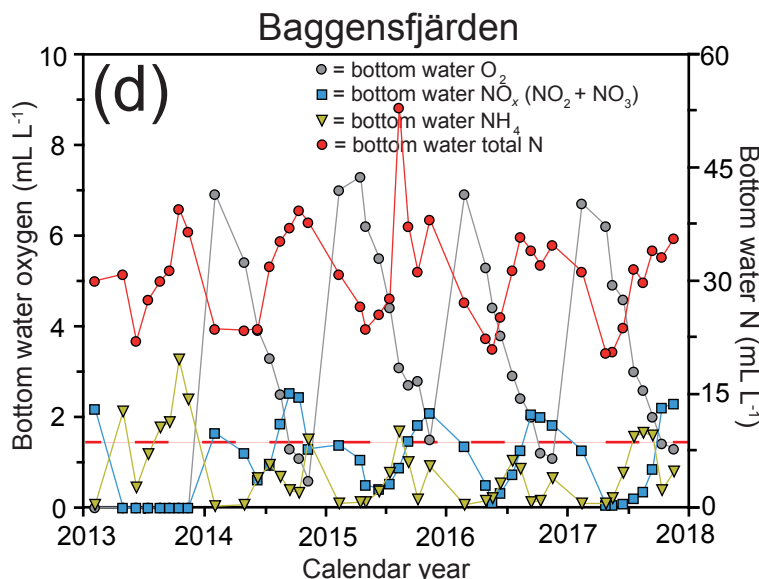 Baggensfjärden
(d)
= bottom water O₂
= bottom water NOₓ (NO₂ + NO₃)
= bottom water NH₄
= bottom water total N
Bottom water oxygen (mL L⁻¹)
10
8
6
4
2
0
Bottom water N (mL L⁻¹)
60
45
30
15
0
2013 2014 2015 2016 2017 2018
Calendar year